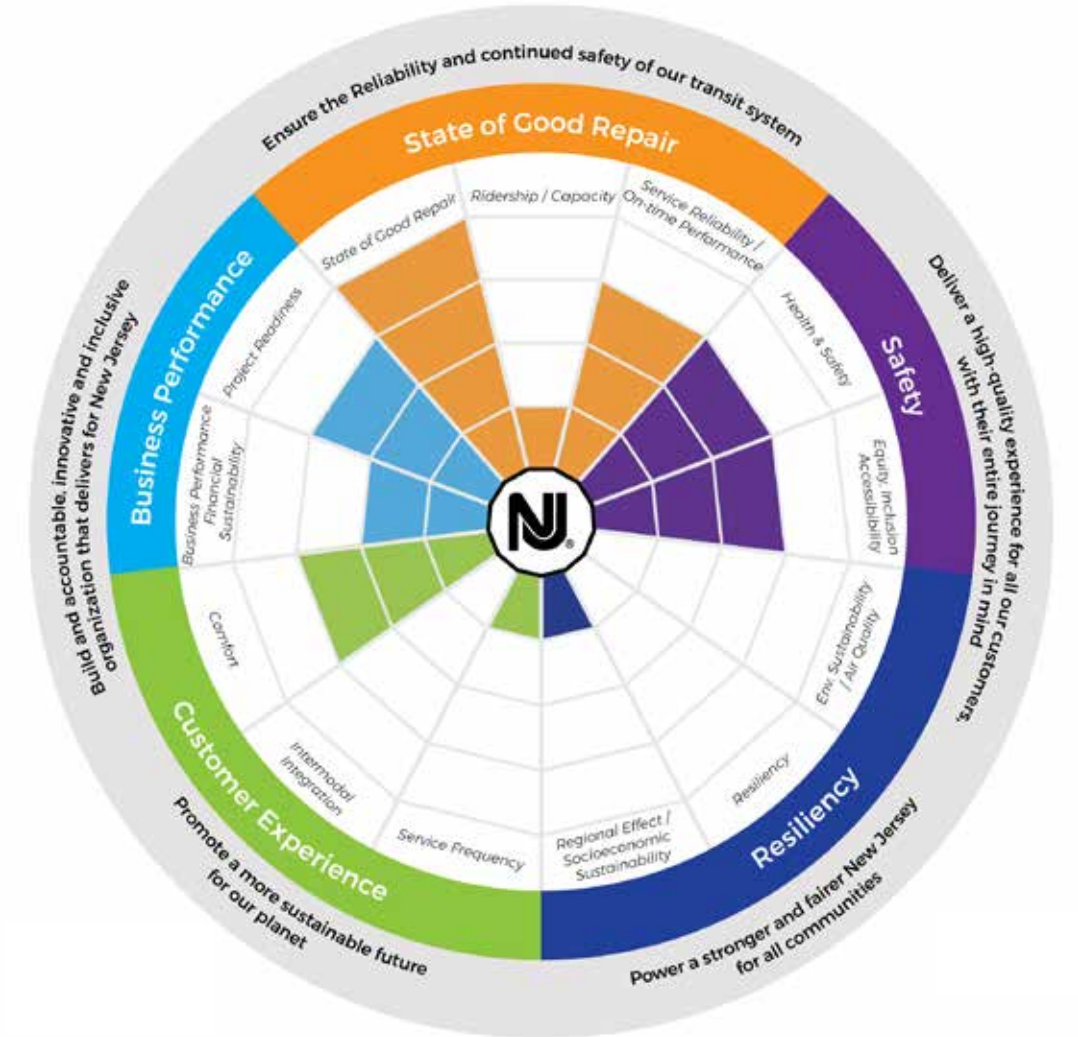 Ensure the Reliability and continued safety of our transit system
State of Good Repair
State of Good Repair
Ridership / Capacity
Service Reliability /
On-time Performance
Safety
Health & Safety
Equity, Inclusion
Accessibibility
Deliver a high-quality experience for all our customers,
with their entire journey in mind
Resiliency
Env. Sustainability
/ Air Quality
Resiliency
Regional Effect /
Socioeconomic
Sustainability
Power a stronger and fairer New Jersey
for all communities
Customer Experience
Service Frequency
Intermodal
Integration
Comfort
Promote a more sustainable future
for our planet
Business Performance
Business Performance
Financial
Sustainability
Project Readiness
Build and accountable, innovative and inclusive
organization that delivers for New Jersey
NJ®